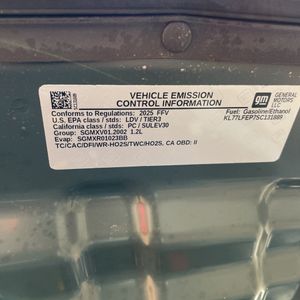 VEHICLE EMISSION
CONTROL INFORMATION
Conforms to Regulations: 2025 FFV
U.S. EPA class / stds: LDV / TIER3
California class / stds: PC / SULEV30
Group: SGMXV01.2002 1.2L
Evap: SGMXR01023BB
TC/CAC/DFI/WR-HO2S/TWC/HO2S, CA OBD: II
gm
GENERAL
MOTORS
LLC
Fuel: Gasoline/Ethanol
KL77LFEP7SC131889